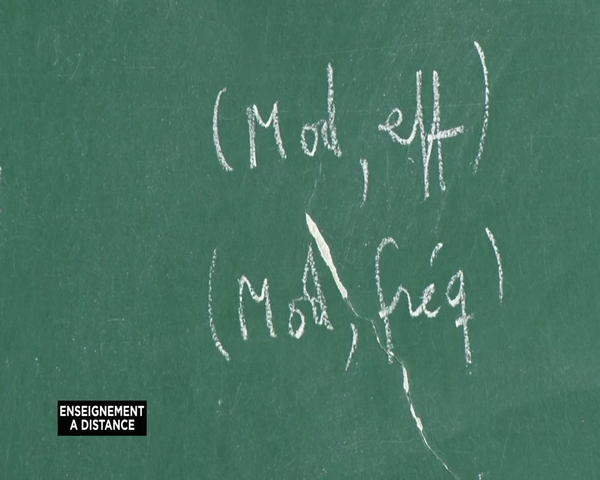 (Mod, eff)
(Mod, fréq)
ENSEIGNEMENT
A DISTANCE